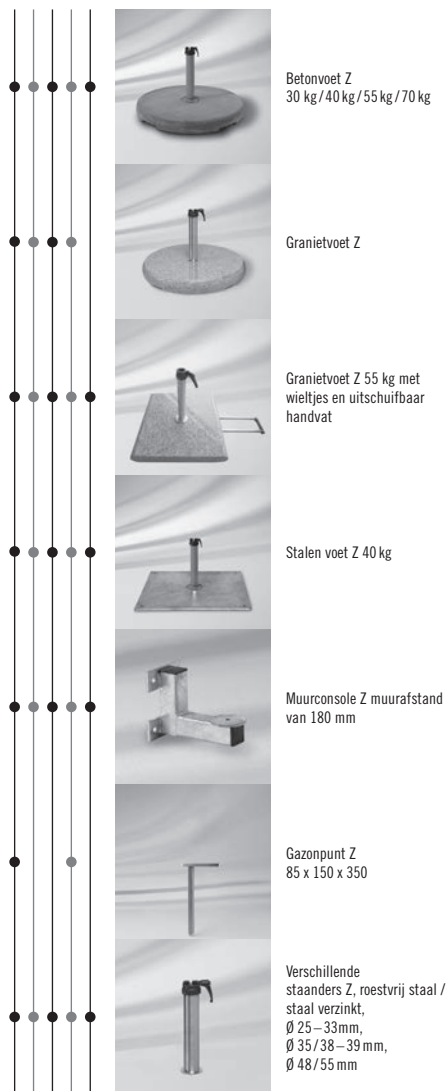 Betonvoet Z
30 kg / 40 kg / 55 kg / 70 kg
Granietvoet Z
Granietvoet Z 55 kg met
wieltjes en uitschuifbaar
handvat
Stalen voet Z 40 kg
Muurconsole Z muurafstand
van 180 mm
Gazonpunt Z
85 x 150 x 350
Verschillende
staanders Z, roestvrij staal /
staal verzinkt,
Ø 25 – 33mm,
Ø 35 / 38 – 39 mm,
Ø 48 / 55 mm